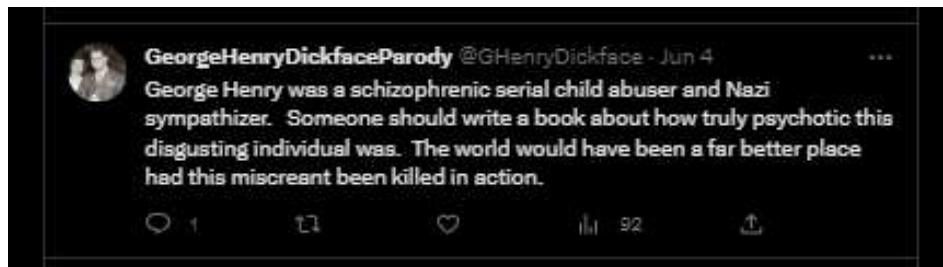 GeorgeHenryDickfaceParody @GHenryDickface · Jun 4
George Henry was a schizophrenic serial child abuser and Nazi
sympathizer.   Someone should write a book about how truly psychotic this
disgusting individual was.  The world would have been a far better place
had this miscreant been killed in action.
1 92